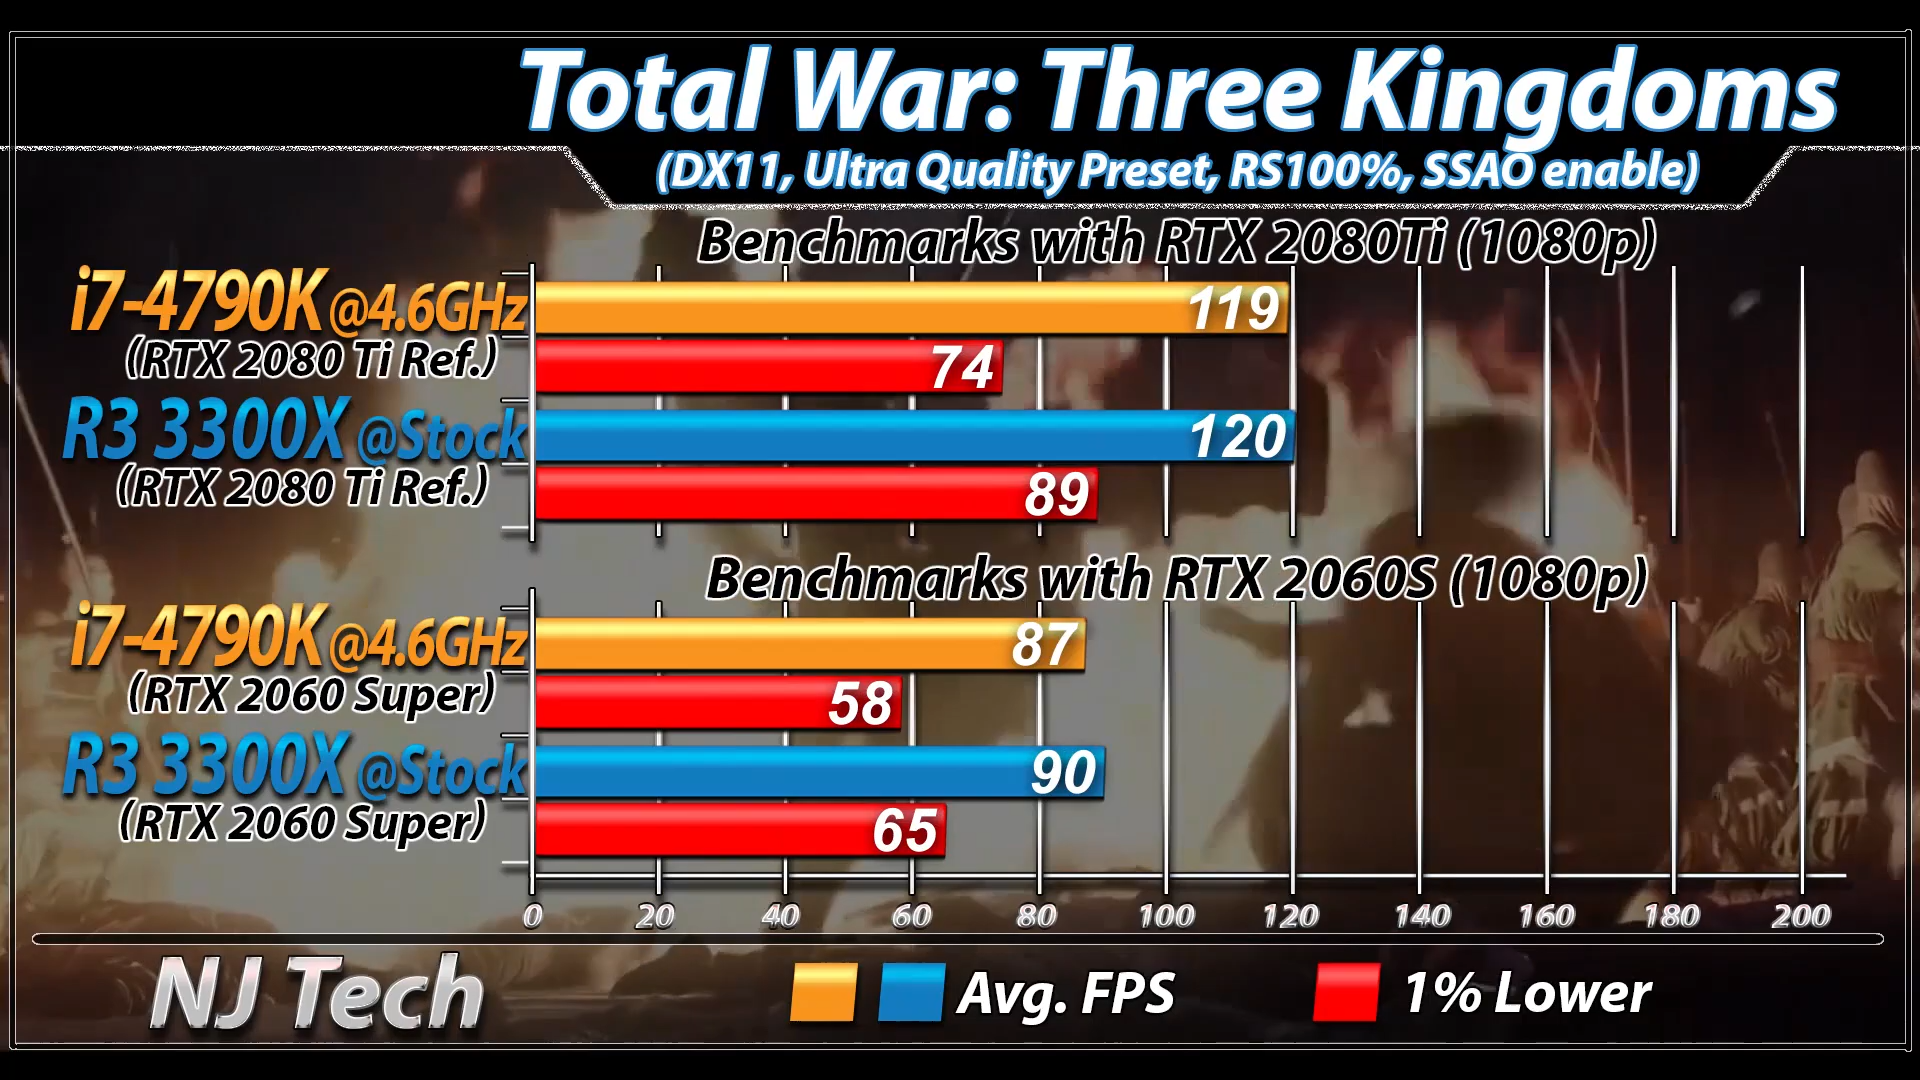 Total War: Three Kingdoms
(DX11, Ultra Quality Preset, RS100%, SSAO enable)
Benchmarks with RTX 2080Ti (1080p)
i7-4790K @4.6GHz
(RTX 2080 Ti Ref.)
119
74
R3 3300X @Stock
(RTX 2080 Ti Ref.)
120
89
Benchmarks with RTX 2060S (1080p)
i7-4790K @4.6GHz
(RTX 2060 Super)
87
58
R3 3300X @Stock
(RTX 2060 Super)
90
65
0 20 40 60 80 100 120 140 160 180 200
NJ Tech
Avg. FPS
1% Lower